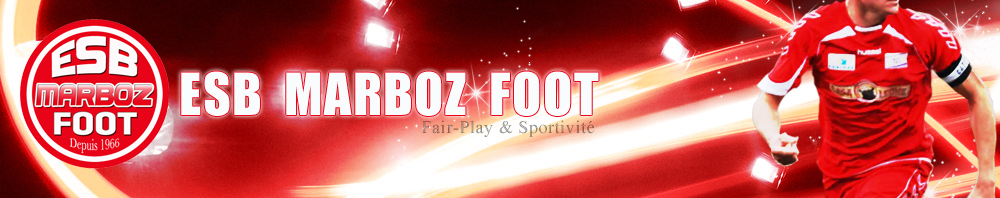 ESB
MARBOZ
FOOT
Depuis 1966
ESB MARBOZ FOOT
Fair-Play & Sportivité
hummel